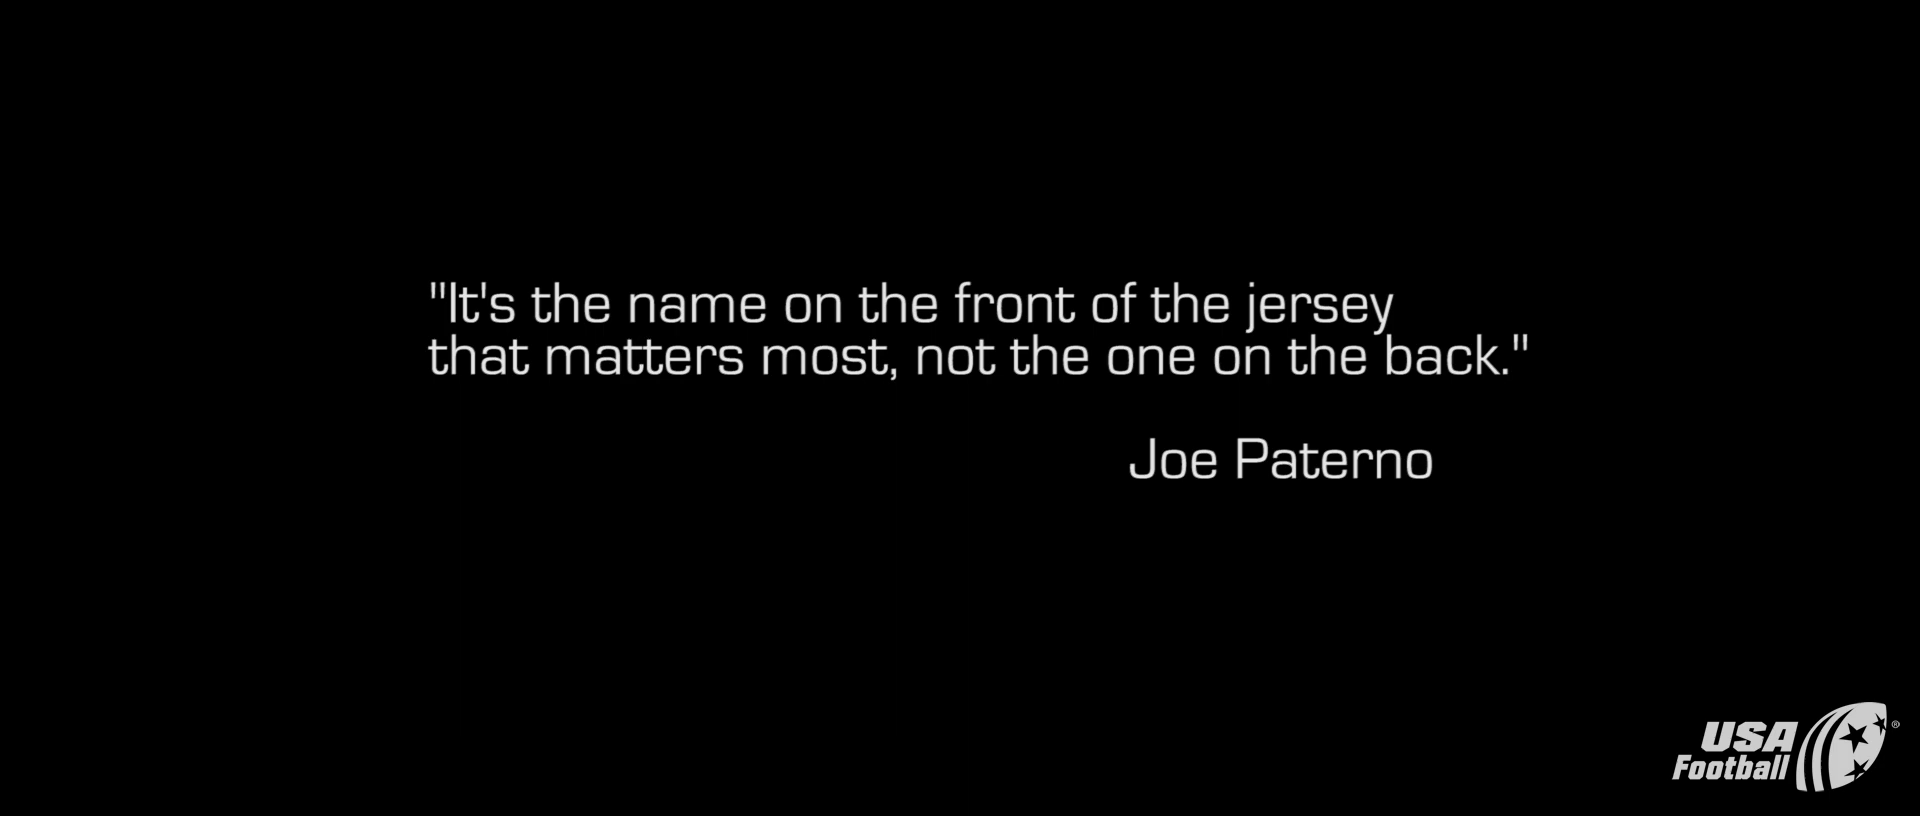 "It's the name on the front of the jersey
that matters most, not the one on the back."
Joe Paterno
USA
Football
®